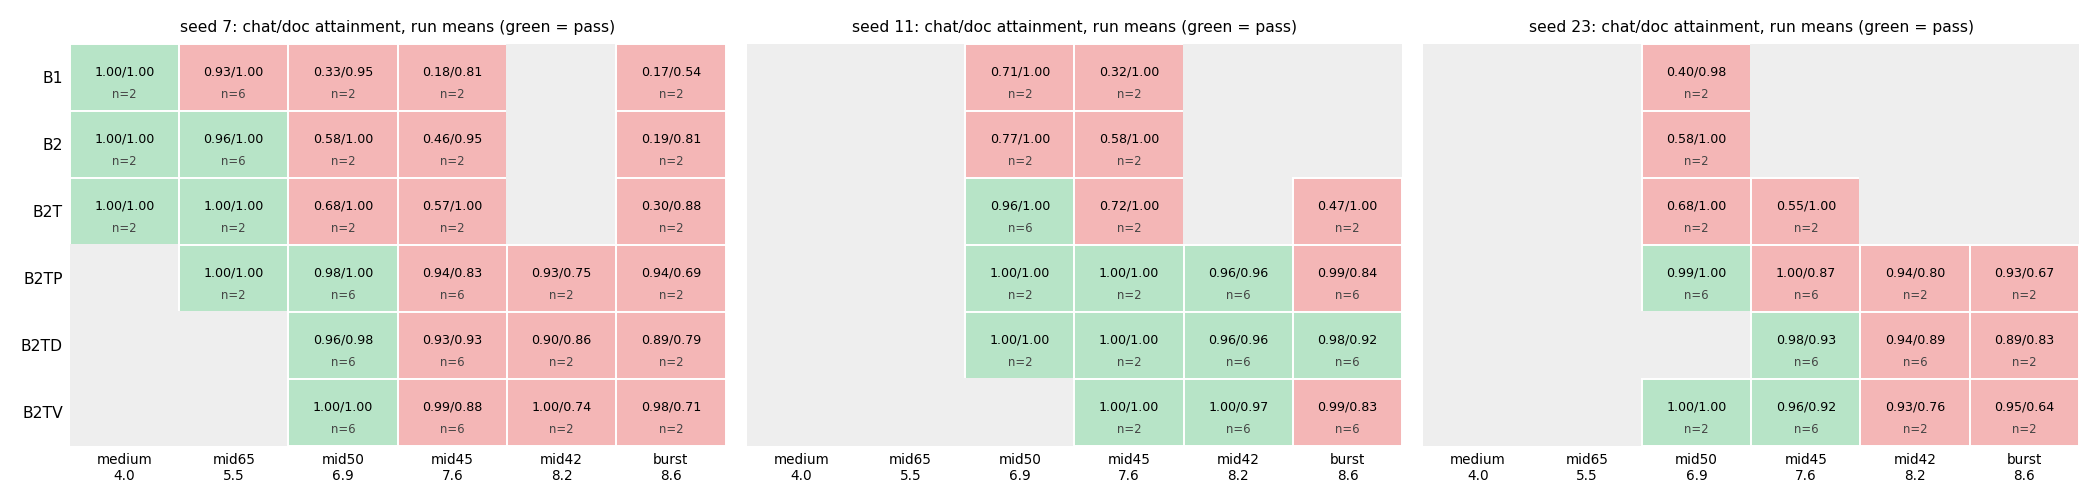 seed 7: chat/doc attainment, run means (green = pass)
seed 11: chat/doc attainment, run means (green = pass)
seed 23: chat/doc attainment, run means (green = pass)
B1
1.00/1.00 0.93/1.00 0.33/0.95 0.18/0.81 0.17/0.54 0.71/1.00 0.32/1.00 0.40/0.98
n=2 n=6 n=2 n=2 n=2 n=2 n=2 n=2
B2
1.00/1.00 0.96/1.00 0.58/1.00 0.46/0.95 0.19/0.81 0.77/1.00 0.58/1.00 0.58/1.00
n=2 n=6 n=2 n=2 n=2 n=2 n=2 n=2
B2T
1.00/1.00 1.00/1.00 0.68/1.00 0.57/1.00 0.30/0.88 0.96/1.00 0.72/1.00 0.47/1.00 0.68/1.00 0.55/1.00
n=2 n=2 n=2 n=2 n=2 n=6 n=2 n=2 n=2 n=2
B2TP
1.00/1.00 0.98/1.00 0.94/0.83 0.93/0.75 0.94/0.69 1.00/1.00 1.00/1.00 0.96/0.96 0.99/0.84 0.99/1.00 1.00/0.87 0.94/0.80 0.93/0.67
n=2 n=6 n=6 n=2 n=2 n=2 n=2 n=6 n=6 n=6 n=6 n=2 n=2
B2TD
0.96/0.98 0.93/0.93 0.90/0.86 0.89/0.79 1.00/1.00 1.00/1.00 0.96/0.96 0.98/0.92 0.98/0.93 0.94/0.89 0.89/0.83
n=6 n=6 n=2 n=2 n=2 n=2 n=6 n=6 n=6 n=6 n=2
B2TV
1.00/1.00 0.99/0.88 1.00/0.74 0.98/0.71 1.00/1.00 1.00/0.97 0.99/0.83 1.00/1.00 0.96/0.92 0.93/0.76 0.95/0.64
n=6 n=6 n=2 n=2 n=2 n=6 n=6 n=2 n=6 n=2 n=2
medium mid65 mid50 mid45 mid42 burst medium mid65 mid50 mid45 mid42 burst medium mid65 mid50 mid45 mid42 burst
4.0 5.5 6.9 7.6 8.2 8.6 4.0 5.5 6.9 7.6 8.2 8.6 4.0 5.5 6.9 7.6 8.2 8.6